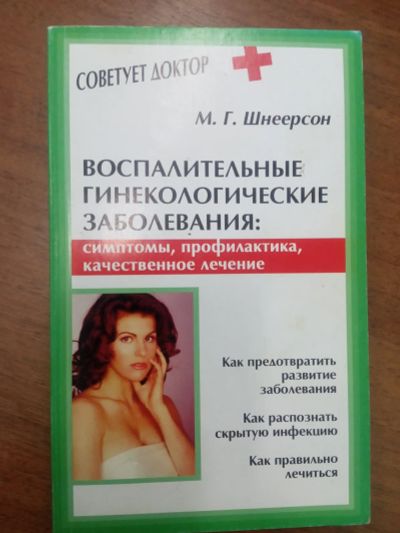 СОВЕТУЕТ ДОКТОР
М. Г. Шнеерсон
ВОСПАЛИТЕЛЬНЫЕ
ГИНЕКОЛОГИЧЕСКИЕ
ЗАБОЛЕВАНИЯ:
симптомы, профилактика,
качественное лечение
Как предотвратить
развитие
заболевания
Как распознать
скрытую инфекцию
Как правильно
лечиться